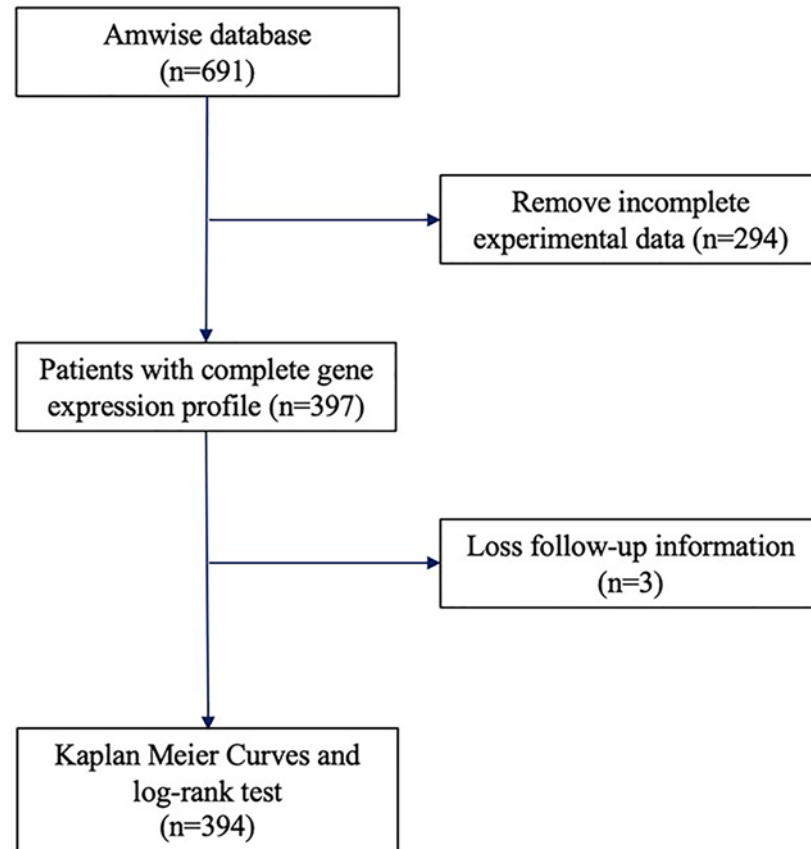 Amwise database
(n=691)
Remove incomplete
experimental data (n=294)
Patients with complete gene
expression profile (n=397)
Loss follow-up information
(n=3)
Kaplan Meier Curves and
log-rank test
(n=394)